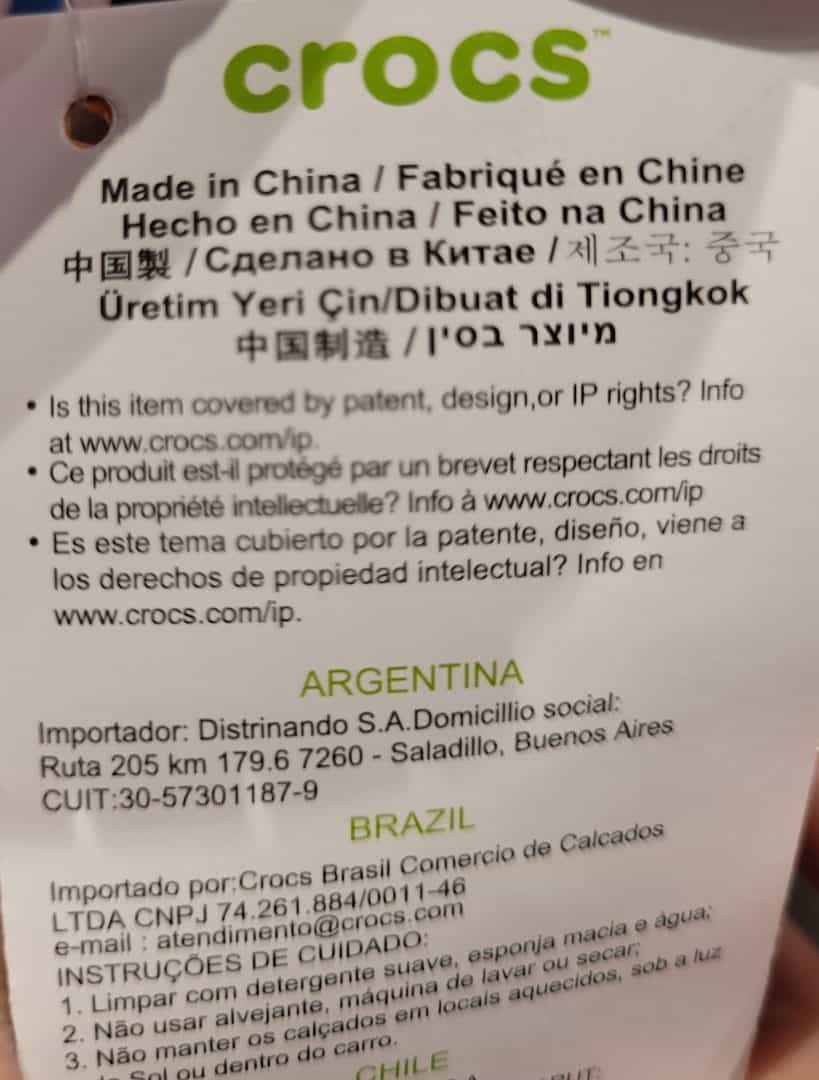 crocs™
Made in China / Fabriqué en Chine
Hecho en China / Feito na China
中国製 / Сделано в Китае / 제조국: 중국
Üretim Yeri Çin/Dibuat di Tiongkok
中国制造 / מיוצר בסין
• Is this item covered by patent, design,or IP rights? Info
at www.crocs.com/ip.
• Ce produit est-il protégé par un brevet respectant les droits
de la propriété intellectuelle? Info à www.crocs.com/ip
• Es este tema cubierto por la patente, diseño, viene a
los derechos de propiedad intelectual? Info en
www.crocs.com/ip.
ARGENTINA
Importador: Distrinando S.A.Domicillio social:
Ruta 205 km 179.6 7260 - Saladillo, Buenos Aires
CUIT:30-57301187-9
BRAZIL
Importado por:Crocs Brasil Comercio de Calcados
LTDA CNPJ 74.261.884/0011-46
e-mail : atendimento@crocs.com
INSTRUÇÕES DE CUIDADO:
1. Limpar com detergente suave, esponja macia e água;
2. Não usar alvejante, máquina de lavar ou secar;
3. Não manter os calçados em locais aquecidos, sob a luz
Sol ou dentro do carro.
CHILE